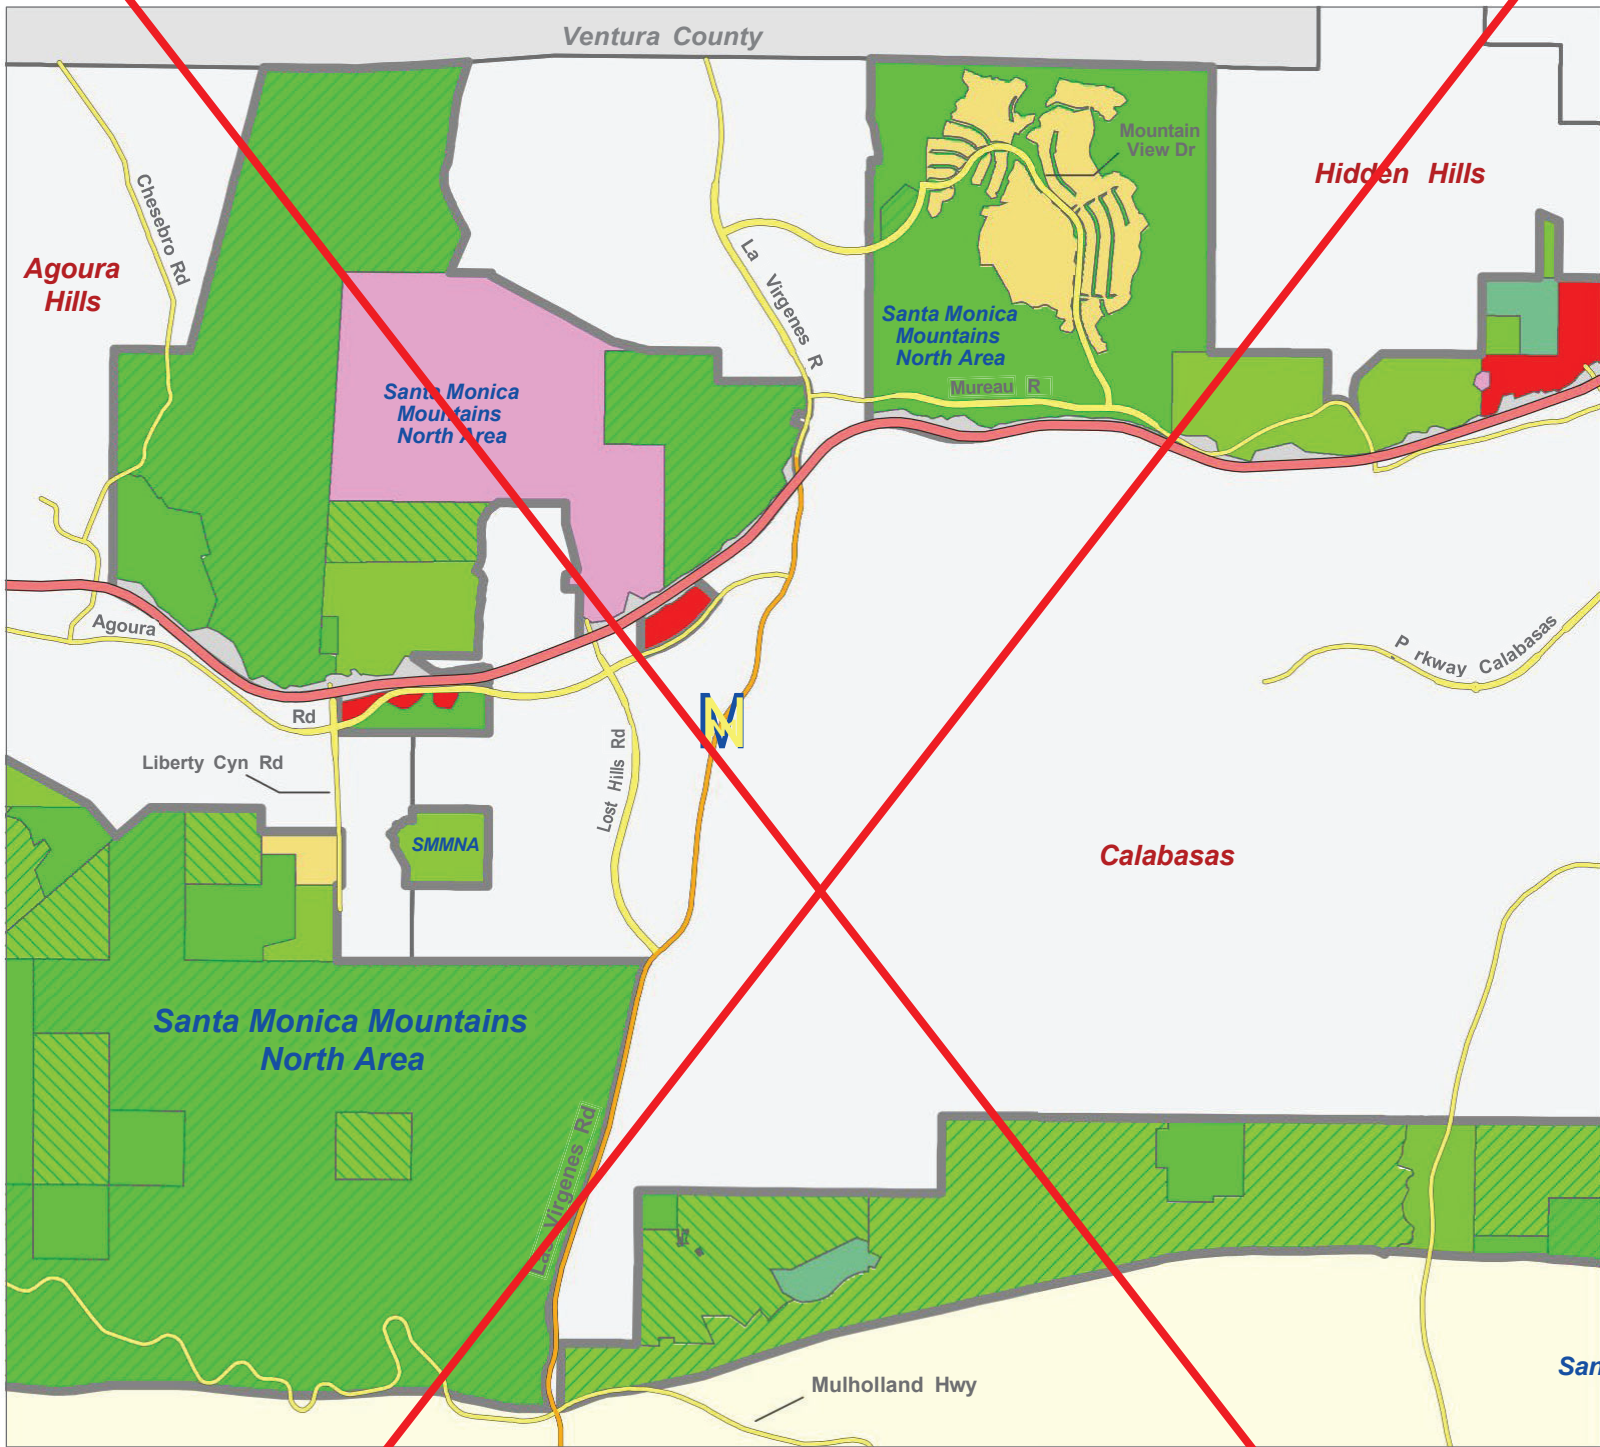 Ventura County
Mountain
View Dr
Hidden Hills
Chesebro Rd
Agoura
Hills
La Virgenes R
Santa Monica
Mountains
North Area
Santa Monica
Mountains
North Area
Mureau R
Agoura
Rd
P rkway Calabasas
Liberty Cyn Rd
Lost Hills Rd
SMMNA
Calabasas
Santa Monica Mountains
North Area
Las Virgenes Rd
San
Mulholland Hwy